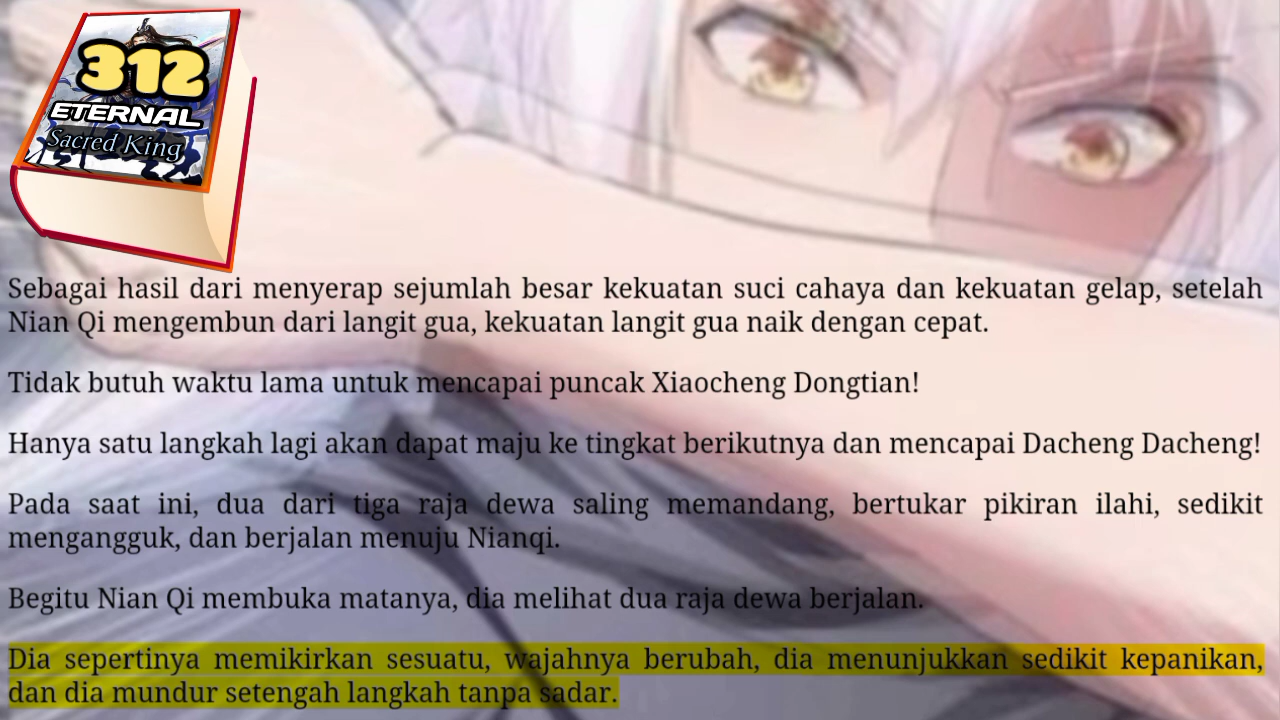 312
ETERNAL
Sacred King
Sebagai hasil dari menyerap sejumlah besar kekuatan suci cahaya dan kekuatan gelap, setelah
Nian Qi mengembun dari langit gua, kekuatan langit gua naik dengan cepat.
Tidak butuh waktu lama untuk mencapai puncak Xiaocheng Dongtian!
Hanya satu langkah lagi akan dapat maju ke tingkat berikutnya dan mencapai Dacheng Dacheng!
Pada saat ini, dua dari tiga raja dewa saling memandang, bertukar pikiran ilahi, sedikit
mengangguk, dan berjalan menuju Nianqi.
Begitu Nian Qi membuka matanya, dia melihat dua raja dewa berjalan.
Dia sepertinya memikirkan sesuatu, wajahnya berubah, dia menunjukkan sedikit kepanikan,
dan dia mundur setengah langkah tanpa sadar.